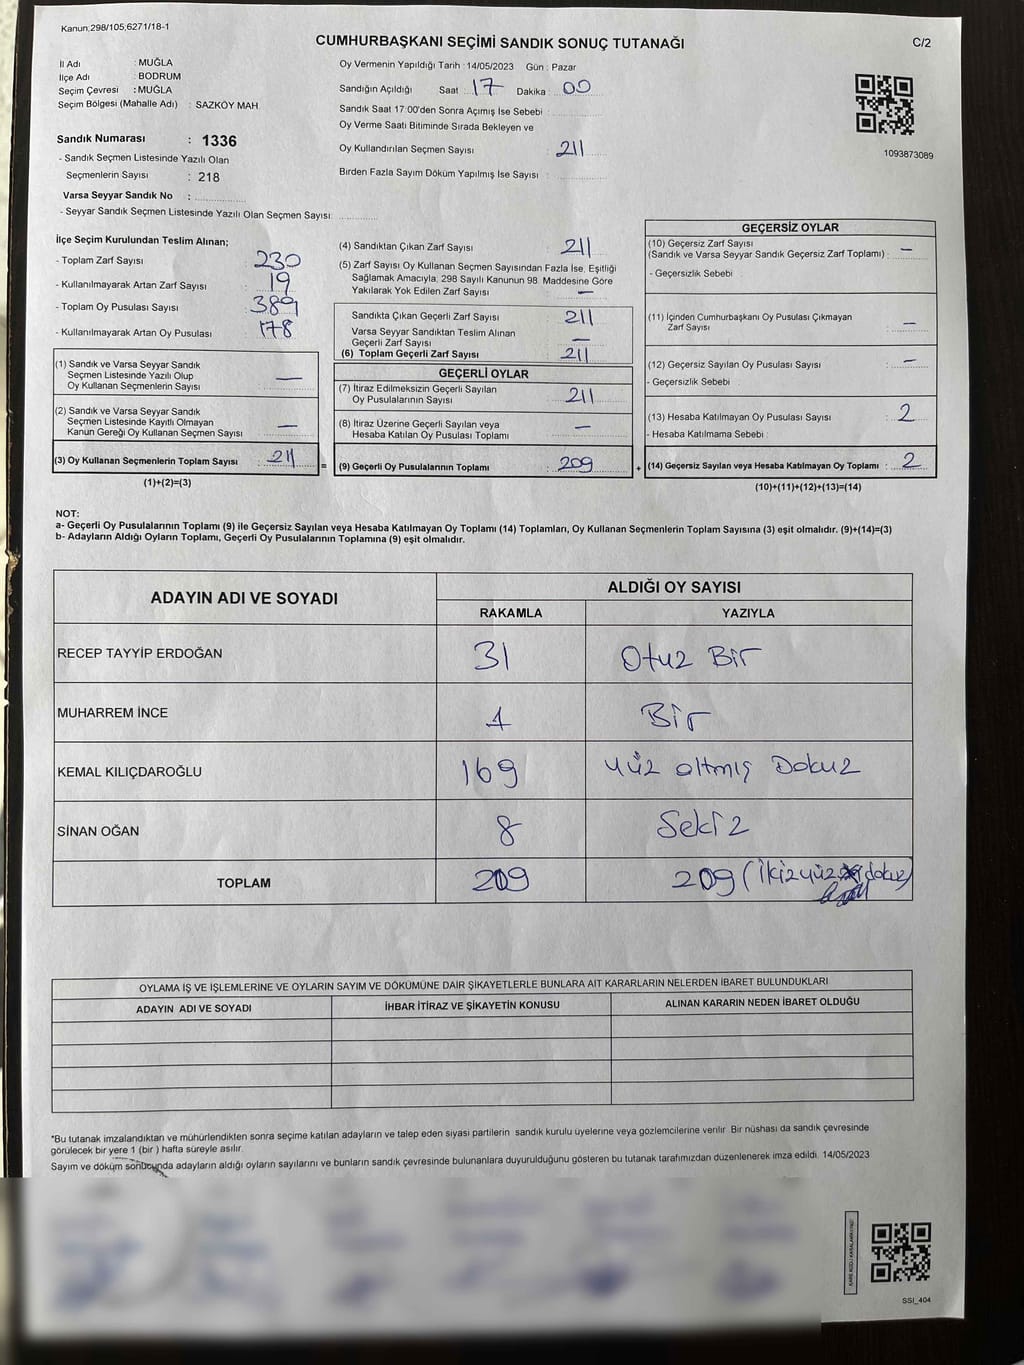 Kanun;298/105,6271/18-1
CUMHURBAŞKANI SEÇİMİ SANDIK SONUÇ TUTANAĞI
C/2
İl Adı : MUĞLA
İlçe Adı : BODRUM
Seçim Çevresi : MUĞLA
Seçim Bölgesi (Mahalle Adı) : SAZKÖY MAH.
Sandık Numarası : 1336
- Sandık Seçmen Listesinde Yazılı Olan
Seçmenlerin Sayısı : 218
Varsa Seyyar Sandık No :
- Seyyar Sandık Seçmen Listesinde Yazılı Olan Seçmen Sayısı:
Oy Vermenin Yapıldığı Tarih : 14/05/2023 Gün : Pazar
Sandığın Açıldığı Saat : 17 Dakika : 00
Sandık Saat 17:00'den Sonra Açımış İse Sebebi :
Oy Verme Saati Bitiminde Sırada Bekleyen ve
Oy Kullandırılan Seçmen Sayısı : 211
Birden Fazla Sayım Döküm Yapılmış İse Sayısı :
1093873089
İlçe Seçim Kurulundan Teslim Alınan;
- Toplam Zarf Sayısı : 230
- Kullanılmayarak Artan Zarf Sayısı : 19
- Toplam Oy Pusulası Sayısı : 389
- Kullanılmayarak Artan Oy Pusulası : 178
(1) Sandık ve Varsa Seyyar Sandık
Seçmen Listesinde Yazılı Olup
Oy Kullanan Seçmenlerin Sayısı : —
(2) Sandık ve Varsa Seyyar Sandık
Seçmen Listesinde Kayıtlı Olmayan
Kanun Gereği Oy Kullanan Seçmen Sayısı : —
(3) Oy Kullanan Seçmenlerin Toplam Sayısı : 211
(1)+(2)=(3)
(4) Sandıktan Çıkan Zarf Sayısı : 211
(5) Zarf Sayısı Oy Kullanan Seçmen Sayısından Fazla İse, Eşitliği
Sağlamak Amacıyla; 298 Sayılı Kanunun 98. Maddesine Göre
Yakılarak Yok Edilen Zarf Sayısı : —
Sandıkta Çıkan Geçerli Zarf Sayısı : 211
Varsa Seyyar Sandıktan Teslim Alınan
Geçerli Zarf Sayısı : —
(6) Toplam Geçerli Zarf Sayısı : 211
GEÇERLİ OYLAR
(7) İtiraz Edilmeksizin Geçerli Sayılan
Oy Pusulalarının Sayısı : 211
(8) İtiraz Üzerine Geçerli Sayılan veya
Hesaba Katılan Oy Pusulası Toplamı : —
= (9) Geçerli Oy Pusulalarının Toplamı : 209
GEÇERSİZ OYLAR
(10) Geçersiz Zarf Sayısı
(Sandık ve Varsa Seyyar Sandık Geçersiz Zarf Toplamı) : —
- Geçersizlik Sebebi :
(11) İçinden Cumhurbaşkanı Oy Pusulası Çıkmayan
Zarf Sayısı : —
(12) Geçersiz Sayılan Oy Pusulası Sayısı : —
- Geçersizlik Sebebi :
(13) Hesaba Katılmayan Oy Pusulası Sayısı : 2
- Hesaba Katılmama Sebebi :
+ (14) Geçersiz Sayılan veya Hesaba Katılmayan Oy Toplamı : 2
(10)+(11)+(12)+(13)=(14)
NOT:
a- Geçerli Oy Pusulalarının Toplamı (9) ile Geçersiz Sayılan veya Hesaba Katılmayan Oy Toplamı (14) Toplamları, Oy Kullanan Seçmenlerin Toplam Sayısına (3) eşit olmalıdır. (9)+(14)=(3)
b- Adayların Aldığı Oyların Toplamı, Geçerli Oy Pusulalarının Toplamına (9) eşit olmalıdır.
ADAYIN ADI VE SOYADI
ALDIĞI OY SAYISI
RAKAMLA YAZIYLA
RECEP TAYYİP ERDOĞAN 31 Otuz Bir
MUHARREM İNCE 1 Bir
KEMAL KILIÇDAROĞLU 169 yüz altmış Dokuz
SİNAN OĞAN 8 Sekiz
TOPLAM 209 209 (İkizyüz dokuz)
OYLAMA İŞ VE İŞLEMLERİNE VE OYLARIN SAYIM VE DÖKÜMÜNE DAİR ŞİKAYETLERLE BUNLARA AİT KARARLARIN NELERDEN İBARET BULUNDUKLARI
ADAYIN ADI VE SOYADI İHBAR İTİRAZ VE ŞİKAYETİN KONUSU ALINAN KARARIN NEDEN İBARET OLDUĞU
*Bu tutanak imzalandıktan ve mühürlendikten sonra seçime katılan adayların ve talep eden siyasi partilerin sandık kurulu üyelerine veya gözlemcilerine verilir. Bir nüshası da sandık çevresinde
görülecek bir yere 1 (bir) hafta süreyle asılır.
Sayım ve döküm sonucunda adayların aldığı oyların sayılarını ve bunların sandık çevresinde bulunanlara duyurulduğunu gösteren bu tutanak tarafımızdan düzenlenerek imza edildi. 14/05/2023
SSI_404